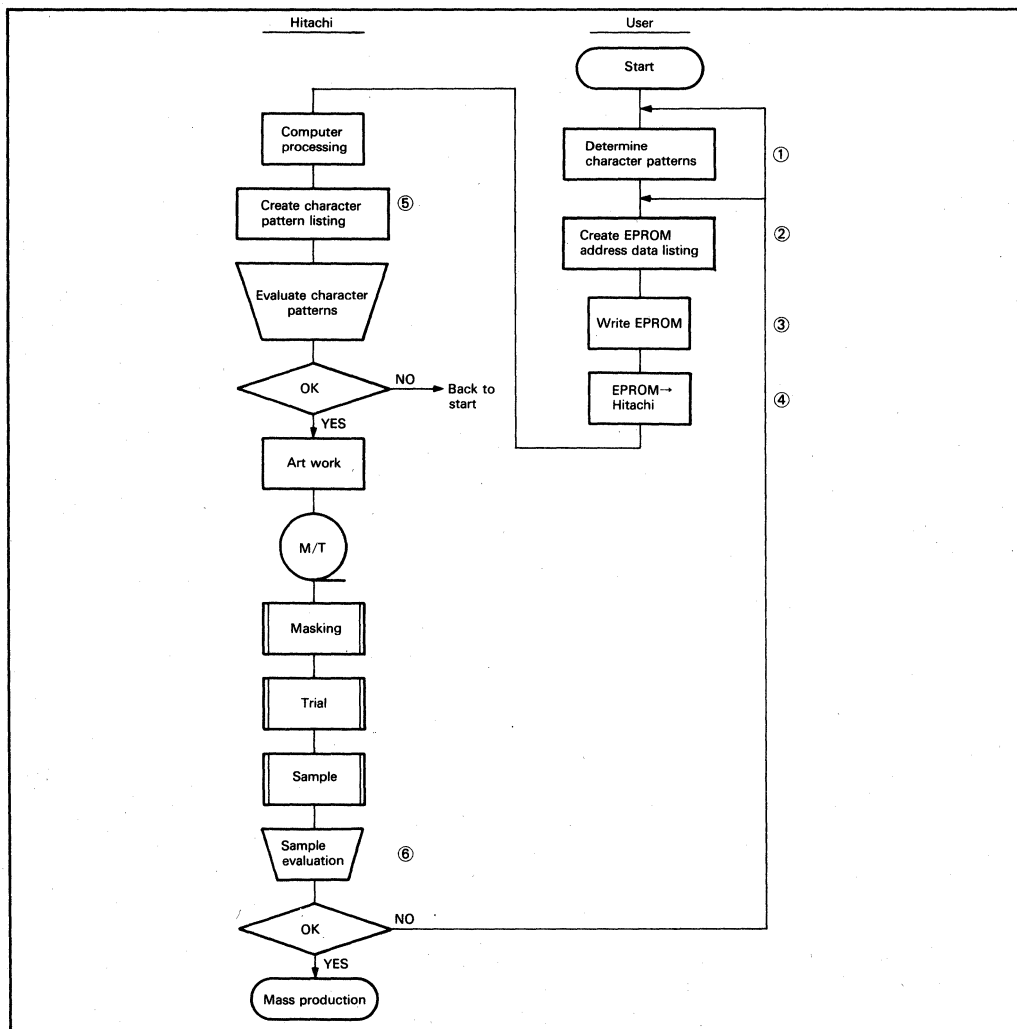 Hitachi
User
Start
Determine
character patterns
①
Create EPROM
address data listing
②
Write EPROM
③
EPROM→
Hitachi
④
Computer
processing
Create character
pattern listing
⑤
Evaluate character
patterns
OK
NO
Back to
start
YES
Art work
M/T
Masking
Trial
Sample
Sample
evaluation
⑥
OK
NO
YES
Mass production